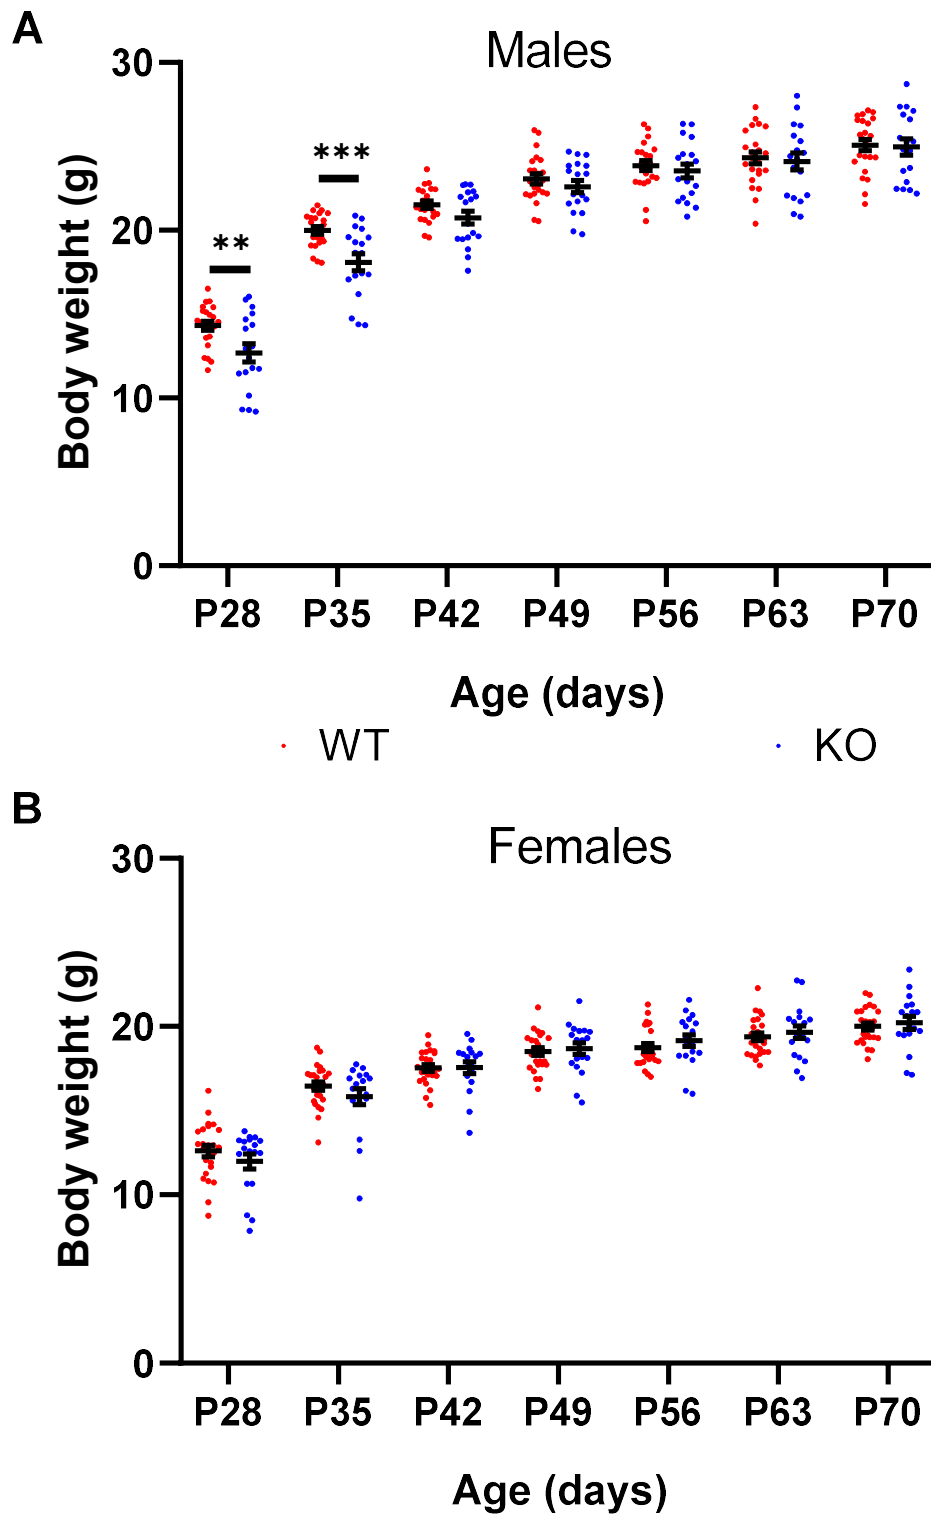 A
Males
30
20
10
0
Body weight (g)
**
***
P28 P35 P42 P49 P56 P63 P70
Age (days)
WT KO
B
Females
30
20
10
0
Body weight (g)
P28 P35 P42 P49 P56 P63 P70
Age (days)